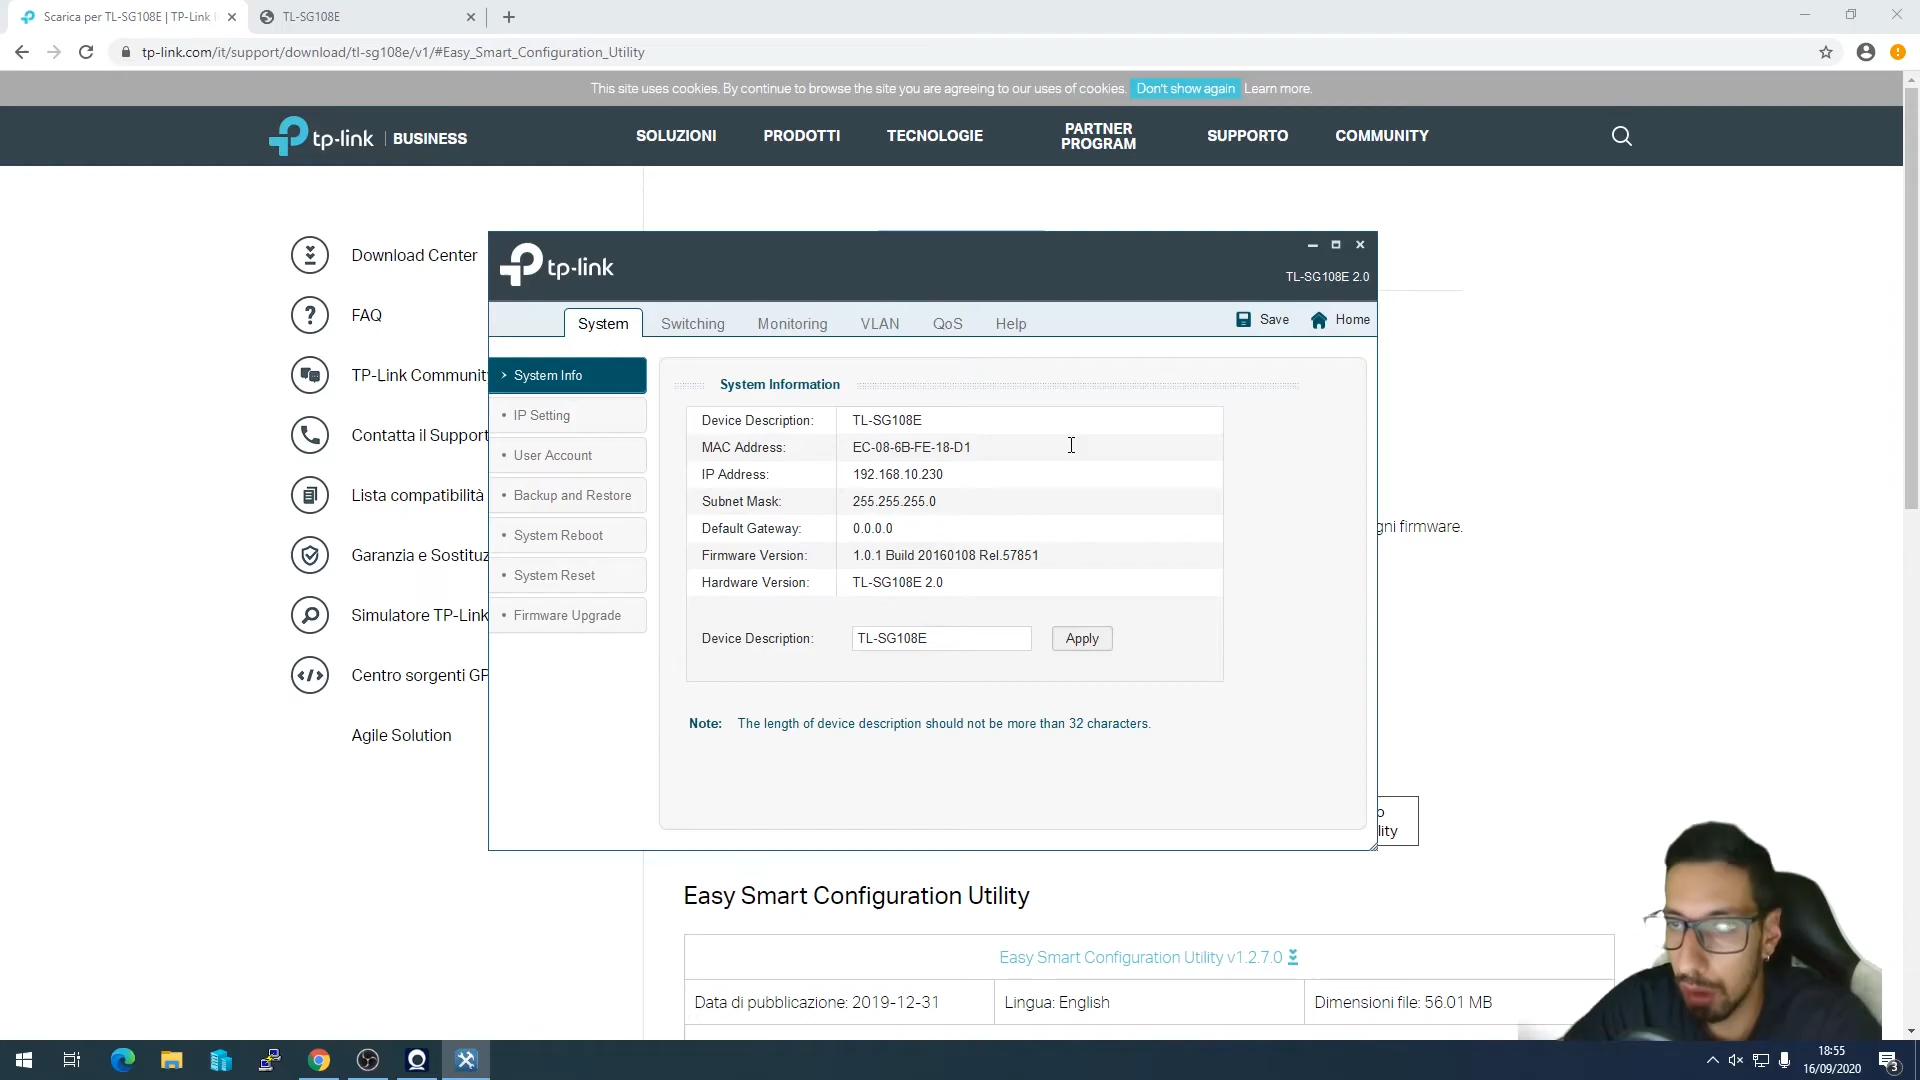 Scarica per TL-SG108E | TP-Link
TL-SG108E
tp-link.com/it/support/download/tl-sg108e/v1/#Easy_Smart_Configuration_Utility
This site uses cookies. By continue to browse the site you are agreeing to our uses of cookies. Don't show again Learn more.
tp-link | BUSINESS
SOLUZIONI
PRODOTTI
TECNOLOGIE
PARTNER
PROGRAM
SUPPORTO
COMMUNITY
Download Center
FAQ
TP-Link Communit
Contatta il Support
Lista compatibilità
Garanzia e Sostituz
Simulatore TP-Link
Centro sorgenti GP
Agile Solution
tp-link
TL-SG108E 2.0
System
Switching
Monitoring
VLAN
QoS
Help
Save
Home
System Info
IP Setting
User Account
Backup and Restore
System Reboot
System Reset
Firmware Upgrade
System Information
Device Description: TL-SG108E
MAC Address: EC-08-6B-FE-18-D1
IP Address: 192.168.10.230
Subnet Mask: 255.255.255.0
Default Gateway: 0.0.0.0
Firmware Version: 1.0.1 Build 20160108 Rel.57851
Hardware Version: TL-SG108E 2.0
Device Description: TL-SG108E Apply
Note: The length of device description should not be more than 32 characters.
gni firmware.
o
lity
Easy Smart Configuration Utility
Easy Smart Configuration Utility v1.2.7.0
Data di pubblicazione: 2019-12-31
Lingua: English
Dimensioni file: 56.01 MB
18:55
16/09/2020
3